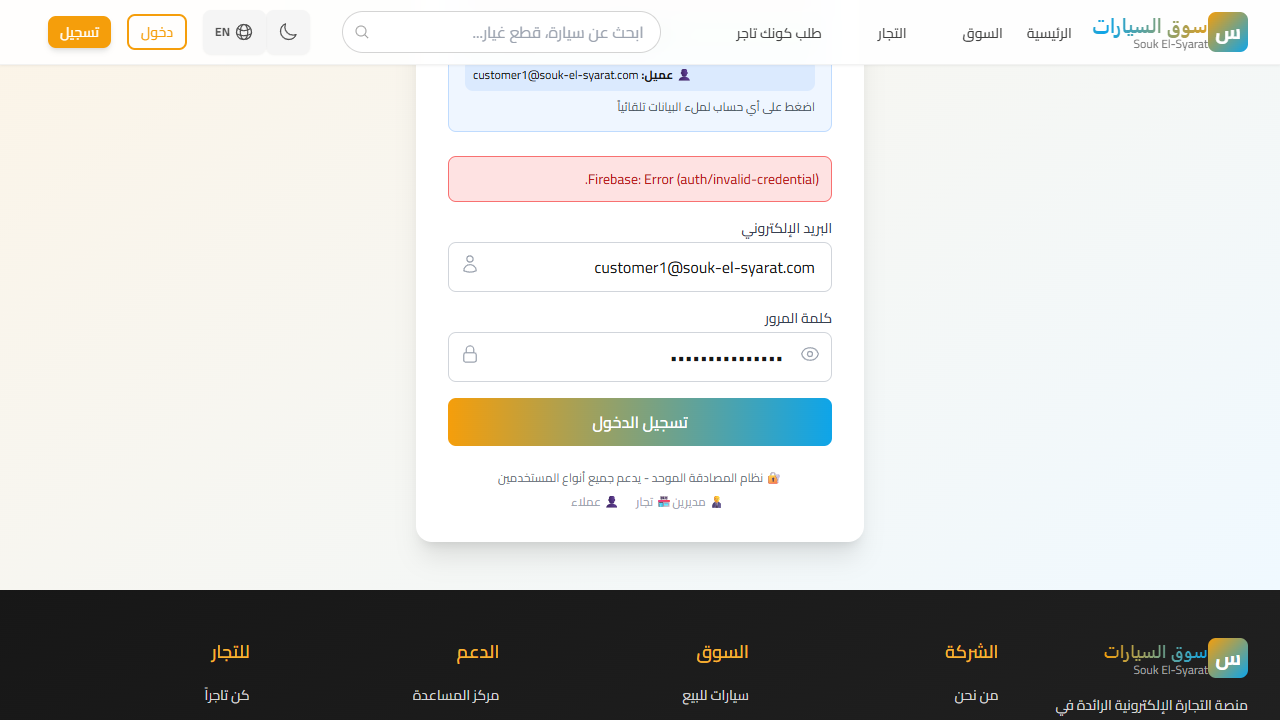 س
سوق السيارات
Souk El-Syarat
الرئيسية
السوق
التجار
طلب كونك تاجر
ابحث عن سيارة، قطع غيار...
EN
دخول
تسجيل
عميل: customer1@souk-el-syarat.com
اضغط على أي حساب لملء البيانات تلقائياً
Firebase: Error (auth/invalid-credential).
البريد الإلكتروني
customer1@souk-el-syarat.com
كلمة المرور
تسجيل الدخول
نظام المصادقة الموحد - يدعم جميع أنواع المستخدمين
مديرين تجار عملاء
س
سوق السيارات
Souk El-Syarat
منصة التجارة الإلكترونية الرائدة في
الشركة
من نحن
السوق
سيارات للبيع
الدعم
مركز المساعدة
للتجار
كن تاجراً